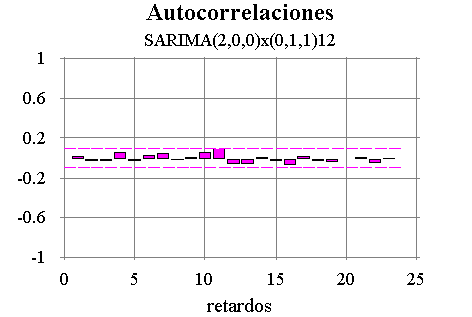 Autocorrelaciones
SARIMA(2,0,0)x(0,1,1)12
1
0.6
0.2
-0.2
-0.6
-1
0 5 10 15 20 25
retardos